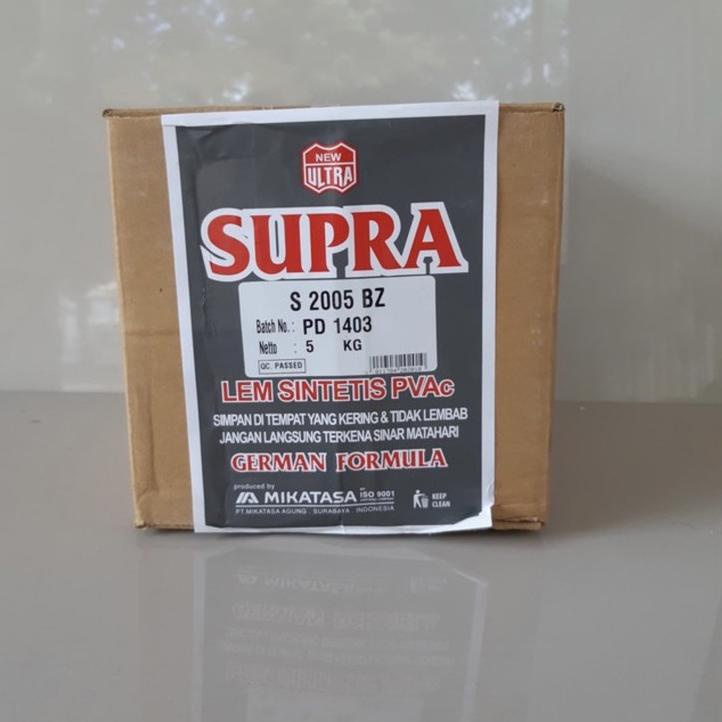 NEW
ULTRA
SUPRA
S 2005 BZ
Batch No. : PD 1403
Netto : 5 KG
QC. PASSED
LEM SINTETIS PVAc
SIMPAN DI TEMPAT YANG KERING & TIDAK LEMBAB
JANGAN LANGSUNG TERKENA SINAR MATAHARI
GERMAN FORMULA
produced by
MIKATASA ISO 9001
PT. MIKATASA AGUNG . SURABAYA . INDONESIA
KEEP
CLEAN